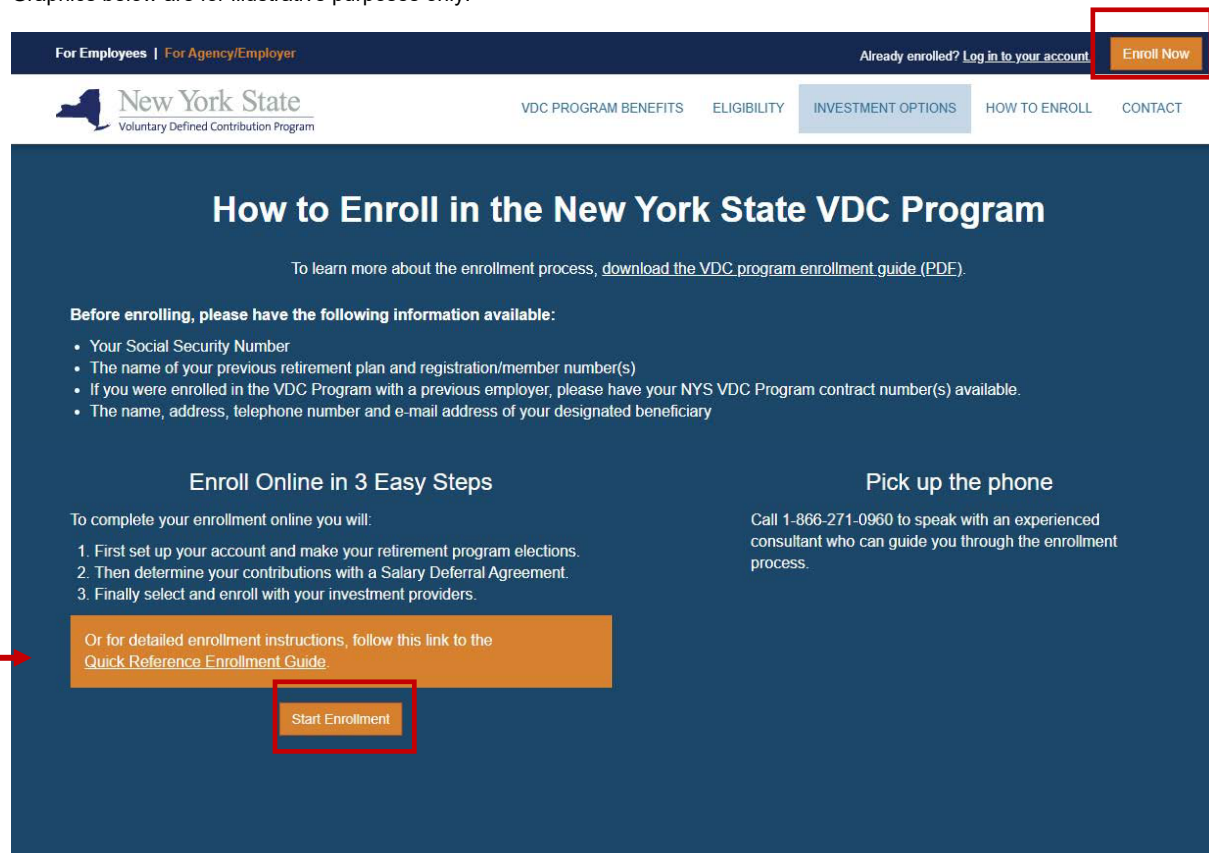 Graphics below are for illustrative purposes only.
For Employees | For Agency/Employer
Already enrolled? Log in to your account.
Enroll Now
New York State
Voluntary Defined Contribution Program
VDC PROGRAM BENEFITS
ELIGIBILITY
INVESTMENT OPTIONS
HOW TO ENROLL
CONTACT
How to Enroll in the New York State VDC Program
To learn more about the enrollment process, download the VDC program enrollment guide (PDF).
Before enrolling, please have the following information available:
• Your Social Security Number
• The name of your previous retirement plan and registration/member number(s)
• If you were enrolled in the VDC Program with a previous employer, please have your NYS VDC Program contract number(s) available.
• The name, address, telephone number and e-mail address of your designated beneficiary
Enroll Online in 3 Easy Steps
To complete your enrollment online you will:
1. First set up your account and make your retirement program elections.
2. Then determine your contributions with a Salary Deferral Agreement.
3. Finally select and enroll with your investment providers.
Or for detailed enrollment instructions, follow this link to the
Quick Reference Enrollment Guide.
Start Enrollment
Pick up the phone
Call 1-866-271-0960 to speak with an experienced
consultant who can guide you through the enrollment
process.